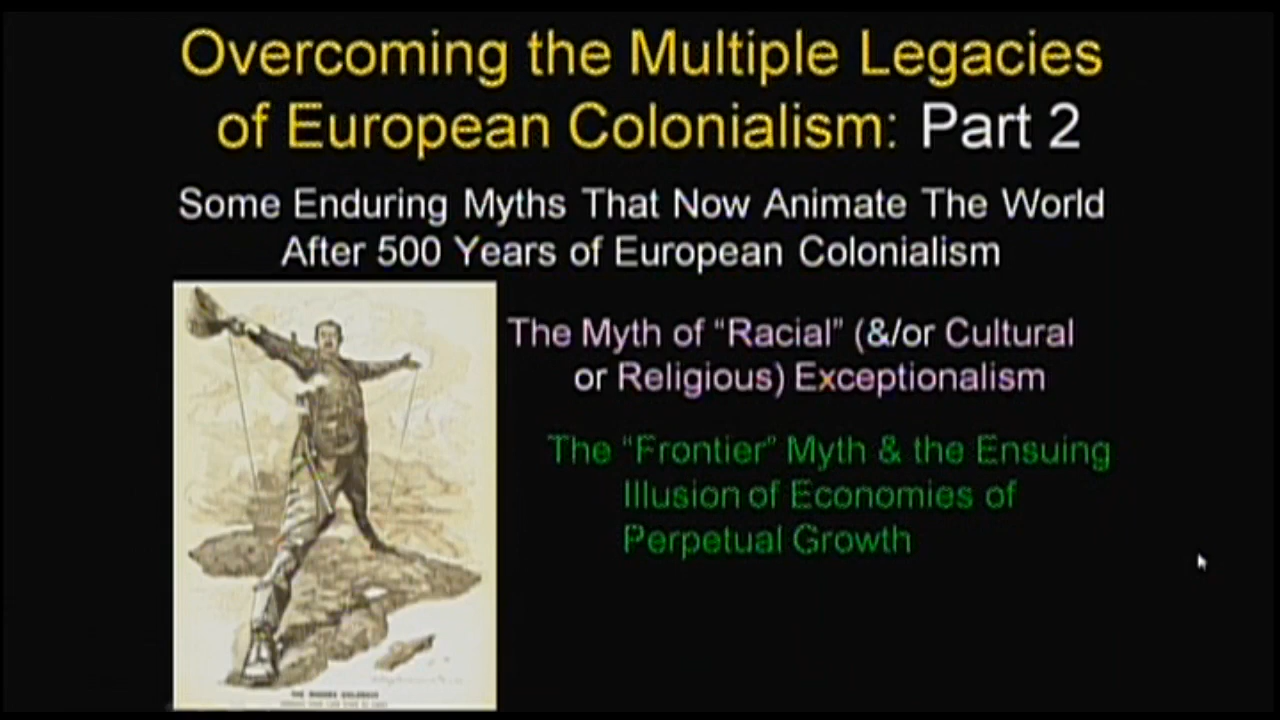 Overcoming the Multiple Legacies
of European Colonialism: Part 2
Some Enduring Myths That Now Animate The World
After 500 Years of European Colonialism
The Myth of “Racial” (&/or Cultural
or Religious) Exceptionalism
The “Frontier” Myth & the Ensuing
Illusion of Economies of
Perpetual Growth
THE RHODES COLOSSUS